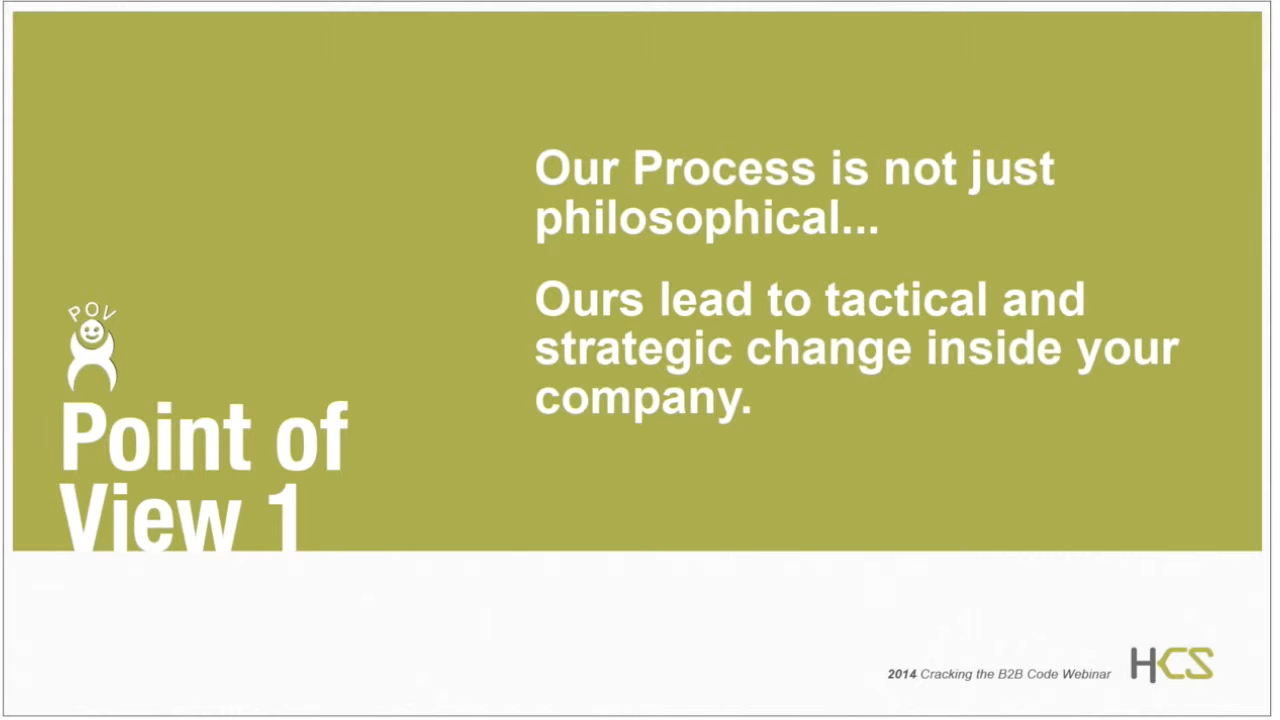 POV
Point of
View 1
Our Process is not just
philosophical...
Ours lead to tactical and
strategic change inside your
company.
2014 Cracking the B2B Code Webinar
HCS